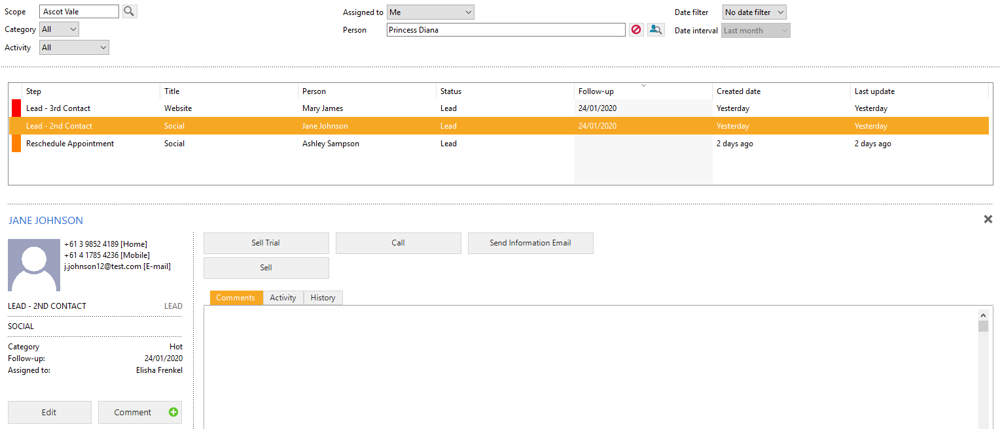 Scope Ascot Vale Assigned to Me Date filter No date filter
Category All Person Princess Diana Date interval Last month
Activity All
Step Title Person Status Follow-up Created date Last update
Lead - 3rd Contact Website Mary James Lead 24/01/2020 Yesterday Yesterday
Lead - 2nd Contact Social Jane Johnson Lead 24/01/2020 Yesterday Yesterday
Reschedule Appointment Social Ashley Sampson Lead 2 days ago 2 days ago
JANE JOHNSON
+61 3 9852 4189 [Home]
+61 4 1785 4236 [Mobile]
j.johnson12@test.com [E-mail]
LEAD - 2ND CONTACT LEAD
SOCIAL
Category Hot
Follow-up: 24/01/2020
Assigned to: Elisha Frenkel
Edit Comment
Sell Trial Call Send Information Email
Sell
Comments Activity History